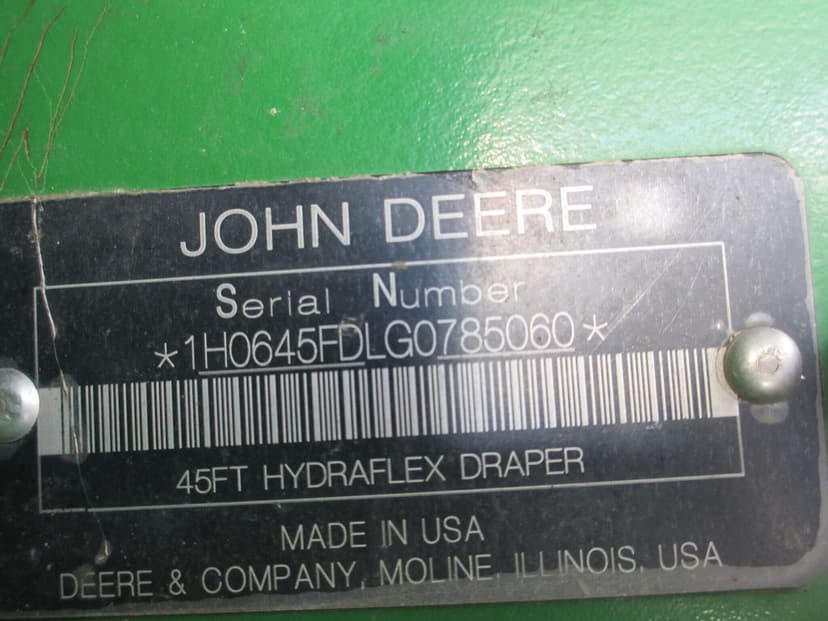 JOHN DEERE
Serial Number
*1H0645FDLG0785060*
45FT HYDRAFLEX DRAPER
MADE IN USA
DEERE & COMPANY, MOLINE, ILLINOIS, USA